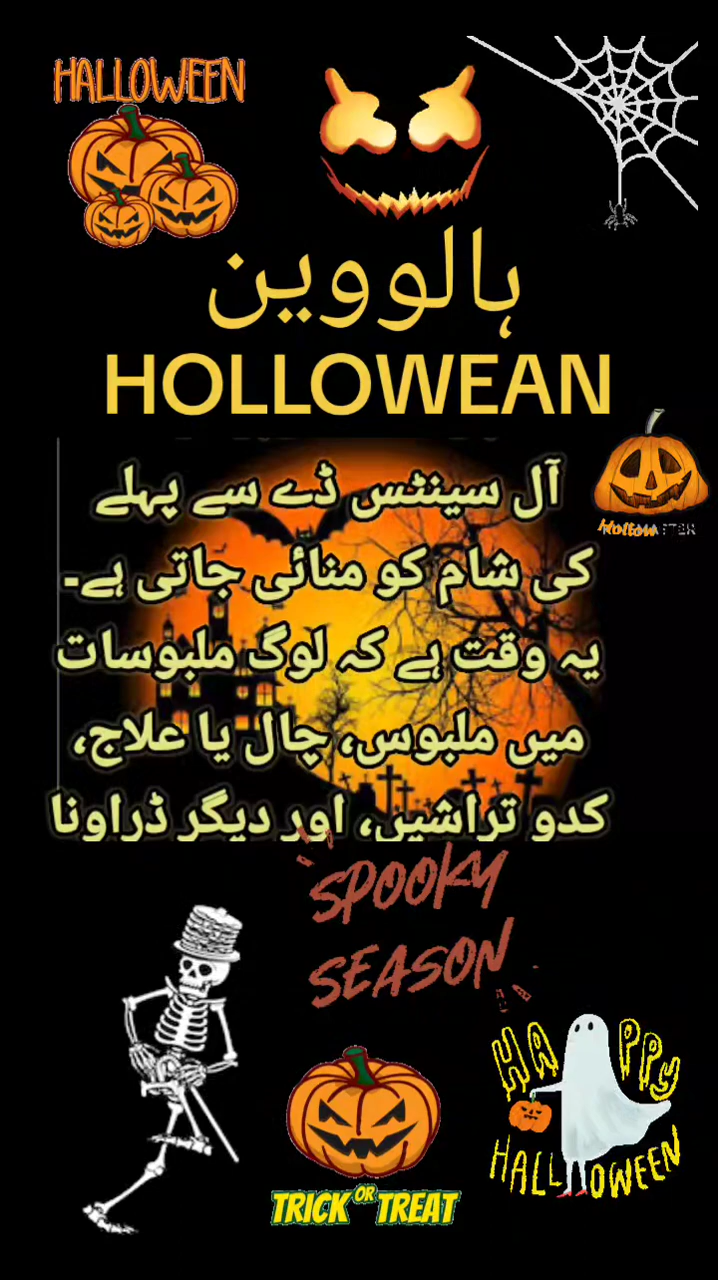 HALLOWEEN
ہالووین
HOLLOWEAN
آل سینٹس ڈے سے پہلے
کی شام کو منائی جاتی ہے۔
یہ وقت ہے کہ لوگ ملبوسات
میں ملبوس، چال یا علاج،
کدو تراشیں، اور دیگر ڈراونا
Hollow
SPOOKY
SEASON
HAPPY
HALLOWEEN
TRICK OR TREAT